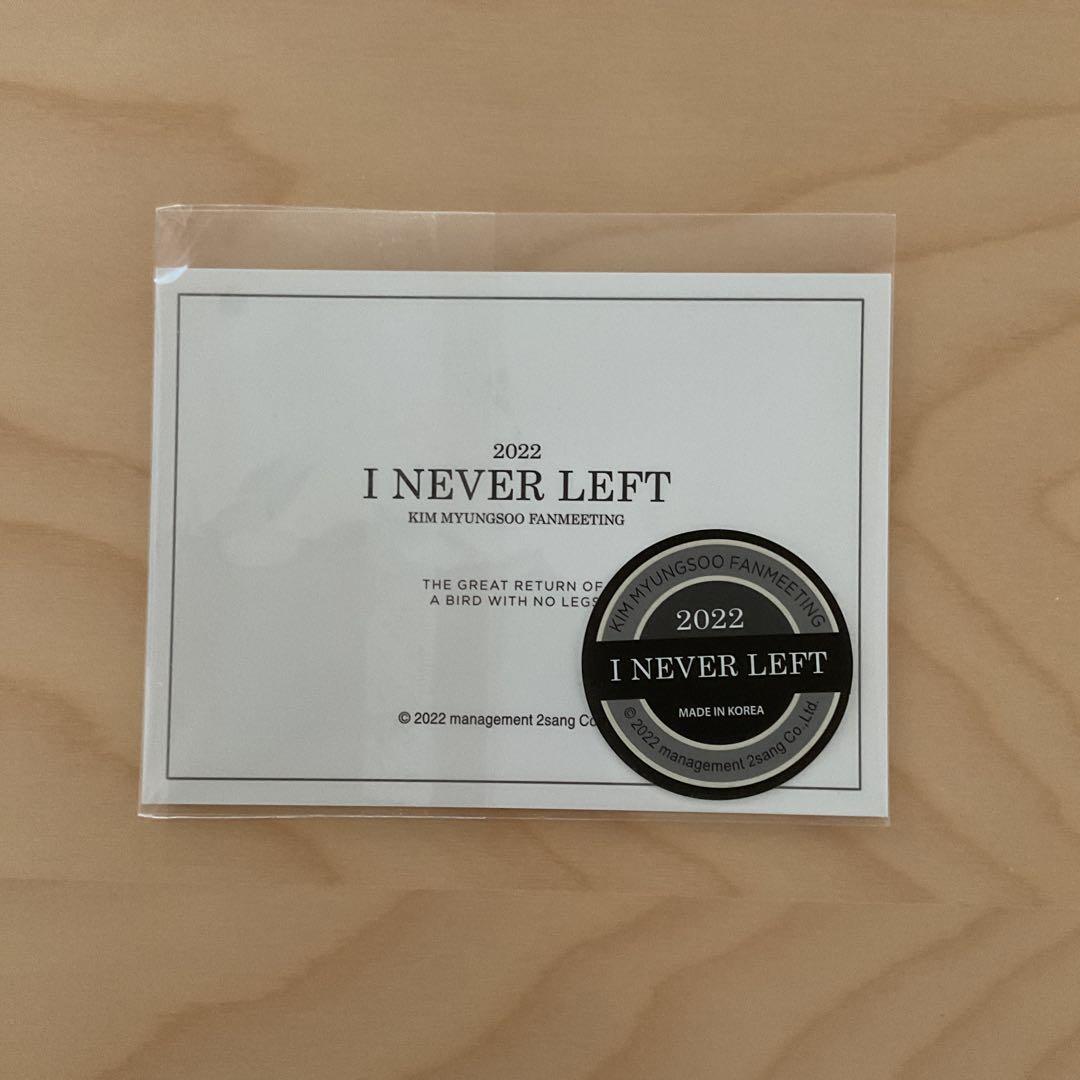 2022
I NEVER LEFT
KIM MYUNGSOO FANMEETING
THE GREAT RETURN OF
A BIRD WITH NO LEGS
© 2022 management 2sang Co
KIM MYUNGSOO FANMEETING
2022
I NEVER LEFT
MADE IN KOREA
© 2022 management 2sang Co.,Ltd.